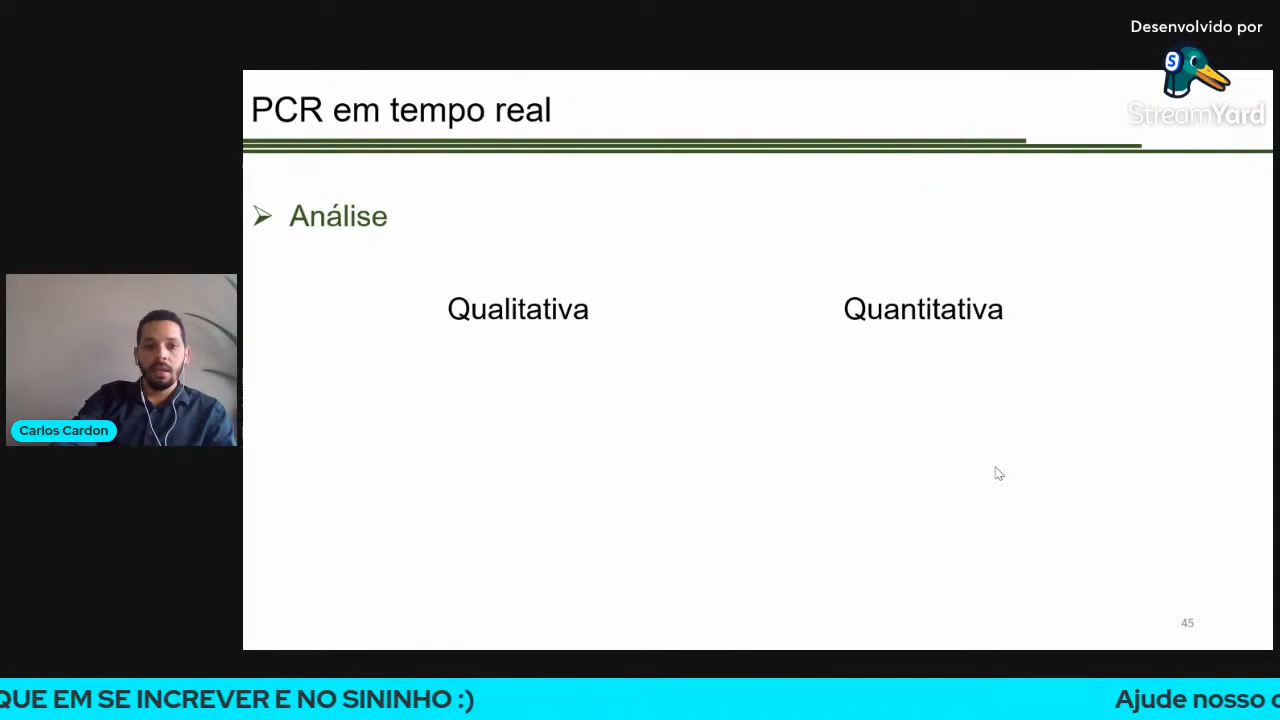 Desenvolvido por
StreamYard
PCR em tempo real
Análise
Qualitativa
Quantitativa
Carlos Cardon
45
QUE EM SE INCREVER E NO SININHO :)
Ajude nosso